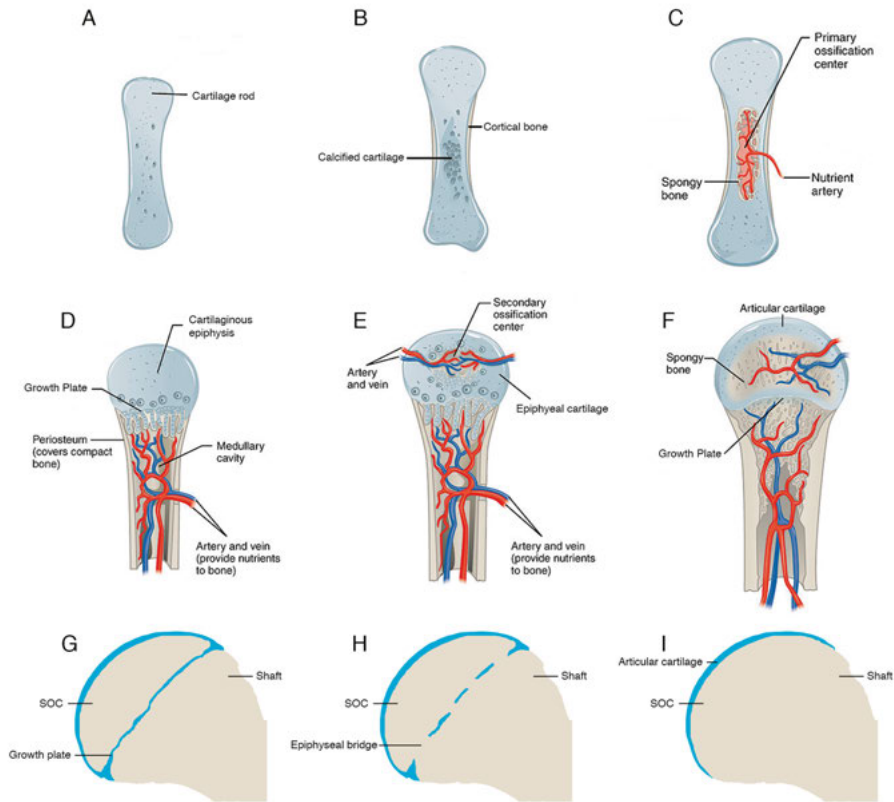 A
Cartilage rod
B
Cortical bone
Calcified cartilage
C
Primary
ossification
center
Spongy
bone
Nutrient
artery
D
Cartilaginous
epiphysis
Growth Plate
Periosteum
(covers compact
bone)
Medullary
cavity
Artery and vein
(provide nutrients
to bone)
E
Secondary
ossification
center
Artery
and vein
Epiphyeal cartilage
Artery and vein
(provide nutrients
to bone)
F
Articular cartilage
Spongy
bone
Growth Plate
G
Shaft
SOC
Growth plate
H
Shaft
SOC
Epiphyseal bridge
I
Articular cartilage
Shaft
SOC